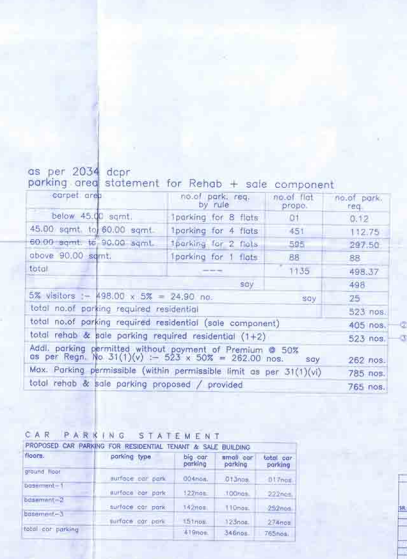 as per 2034 dcpr
parking area statement for Rehab + sale component
carpet area no.of park. req. by rule no.of flat propo. no.of park. req.
below 45.00 sqmt. 1parking for 8 flats 01 0.12
45.00 sqmt. to 60.00 sqmt. 1parking for 4 flats 451 112.75
60.00 sqmt. to 90.00 sqmt. 1parking for 2 flats 595 297.50
above 90.00 sqmt. 1parking for 1 flats 88 88
total --- 1135 498.37
say 498
5% visitors :- 498.00 x 5% = 24.90 no. say 25
total no.of parking required residential 523 nos.
total no.of parking required residential (sale component) 405 nos.
total rehab & sale parking required residential (1+2) 523 nos.
Addl. parking permitted without payment of Premium @ 50%
as per Regn. No 31(1)(v) :- 523 x 50% = 262.00 nos. say 262 nos.
Max. Parking permissible (within permissible limit as per 31(1)(vi) 785 nos.
total rehab & sale parking proposed / provided 765 nos.
CAR PARKING STATEMENT
PROPOSED CAR PARKING FOR RESIDENTIAL TENANT & SALE BUILDING
floors. parking type big car parking small car parking total car parking
ground floor
surface car park 004nos. 013nos. 017nos.
basement-1
surface car park 122nos. 100nos. 222nos.
basement-2
surface car park 142nos. 110nos. 252nos.
basement-3
surface car park 151nos. 123nos. 274nos.
total car parking 419nos. 346nos. 765nos.